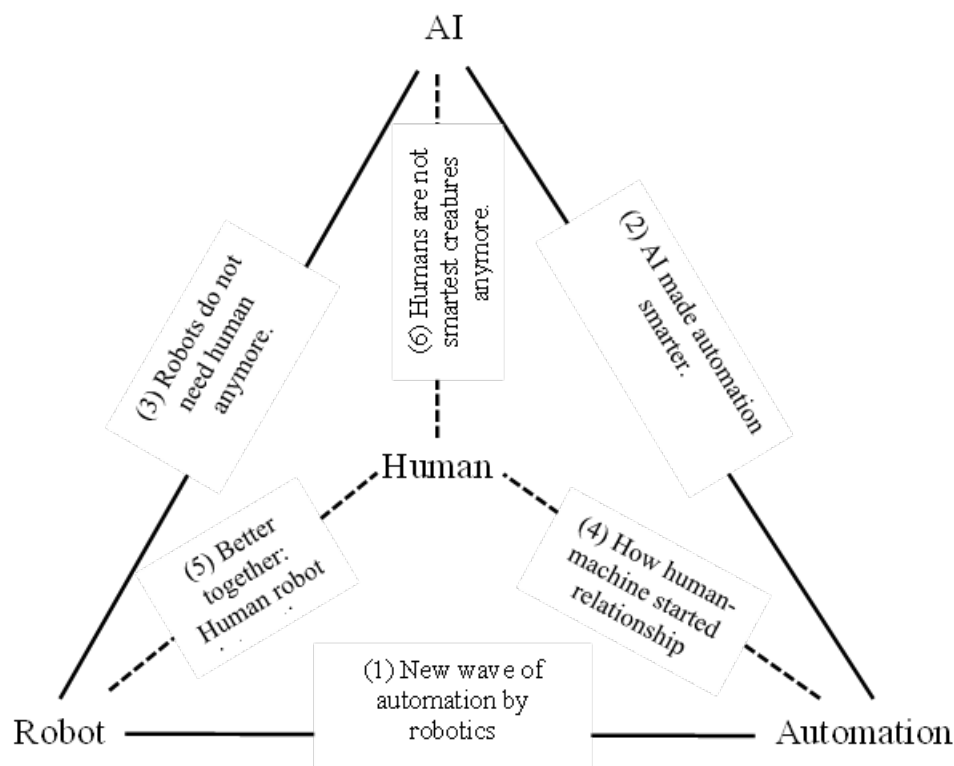 AI
(6) Humans are not
smartest creatures
anymore.
(2) AI made automation
smarter.
(3) Robots do not
need human
anymore.
Human
(5) Better
together:
Human robot
(4) How human-
machine started
relationship
(1) New wave of
automation by
robotics
Robot
Automation